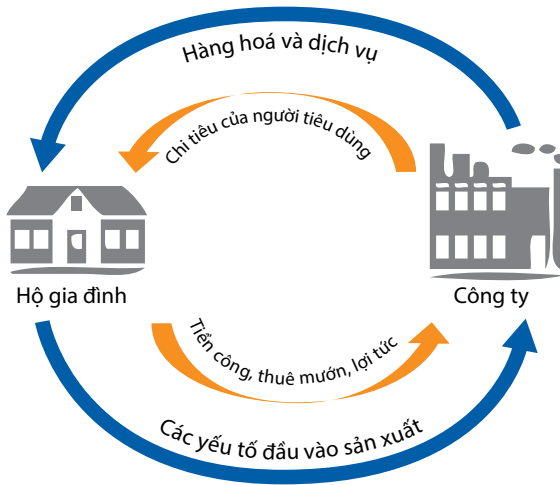 Hàng hoá và dịch vụ
Chi tiêu của người tiêu dùng
Hộ gia đình
Công ty
Tiền công, thuê mướn, lợi tức
Các yếu tố đầu vào sản xuất